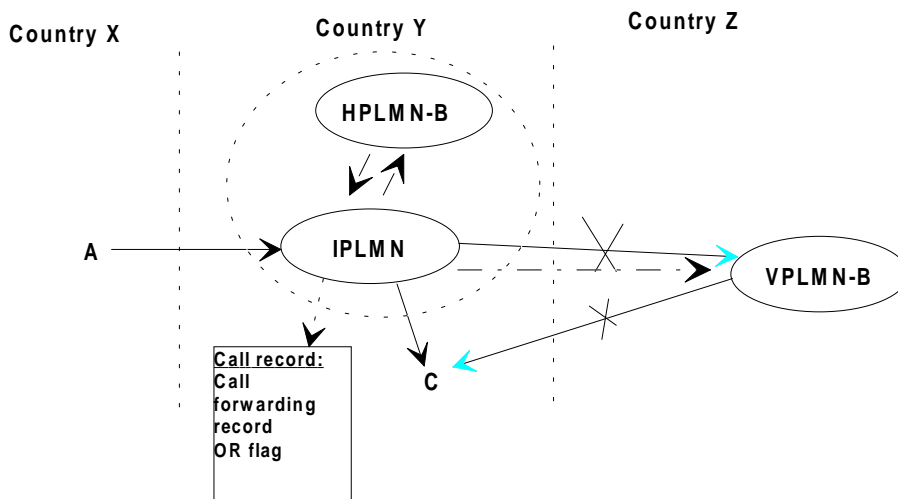 Country X
Country Y
Country Z
HPLMN-B
A
IPLMN
VPLMN-B
Call record:
Call
forwarding
record
OR flag
C